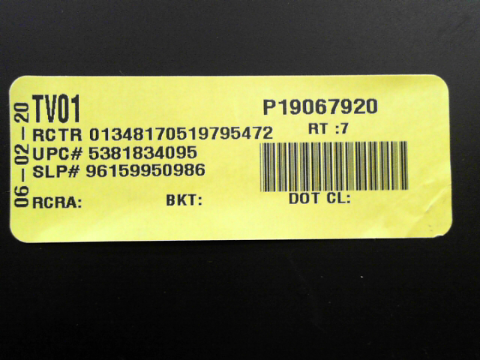 06-02-20
TV01 P19067920
RCTR 01348170519795472 RT :7
UPC# 5381834095
SLP# 96159950986
RCRA: BKT: DOT CL: